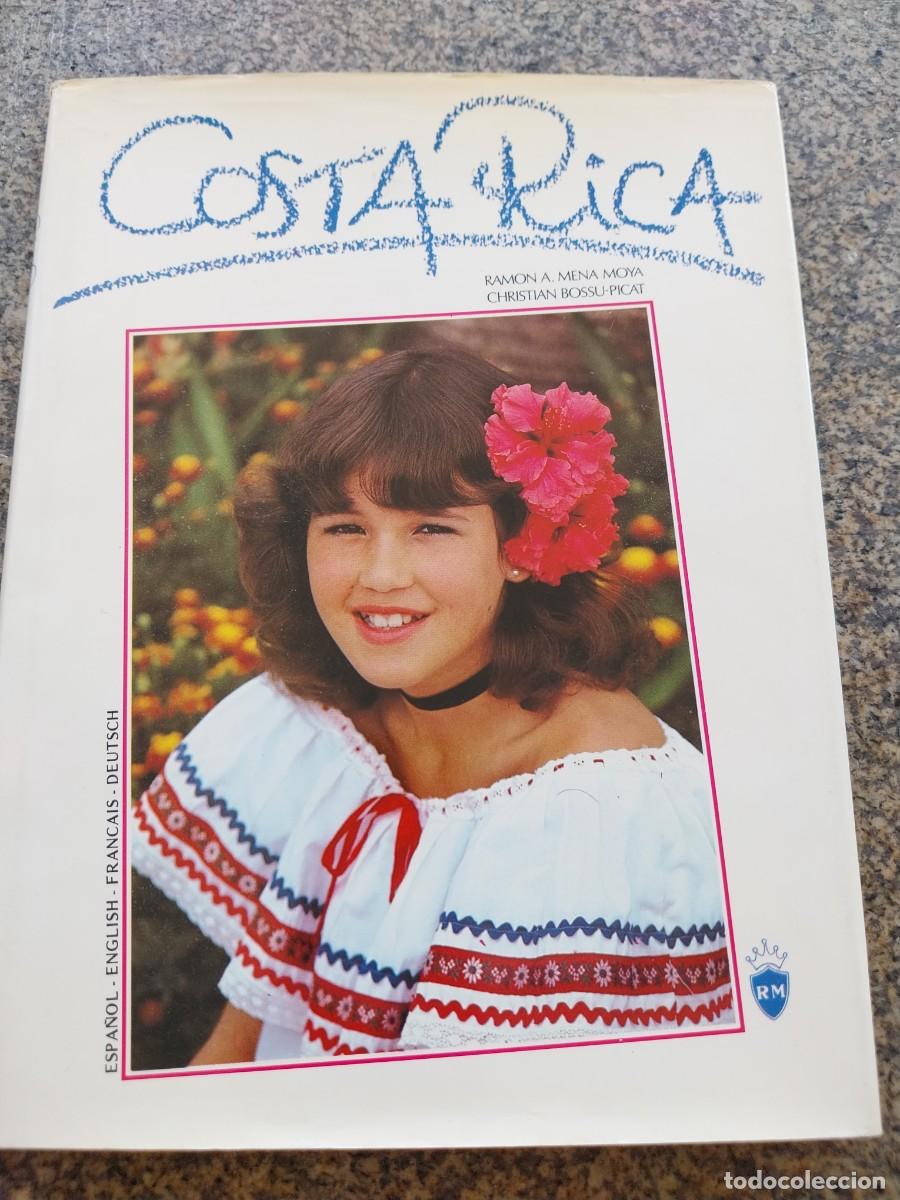 COSTA RICA
RAMON A. MENA MOYA
CHRISTIAN BOSSU-PICAT
ESPAÑOL - ENGLISH - FRANCAIS - DEUTSCH
RM
todocoleccion